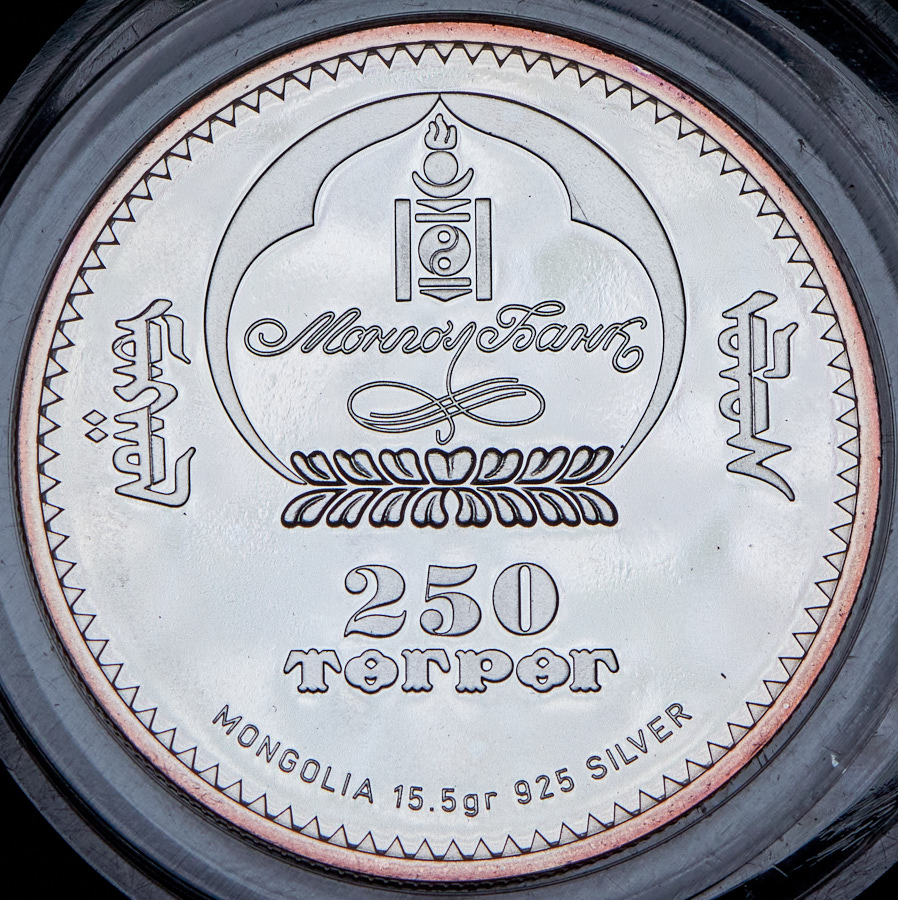 Монгол Банк
250
ТӨГРӨГ
MONGOLIA 15.5gr 925 SILVER